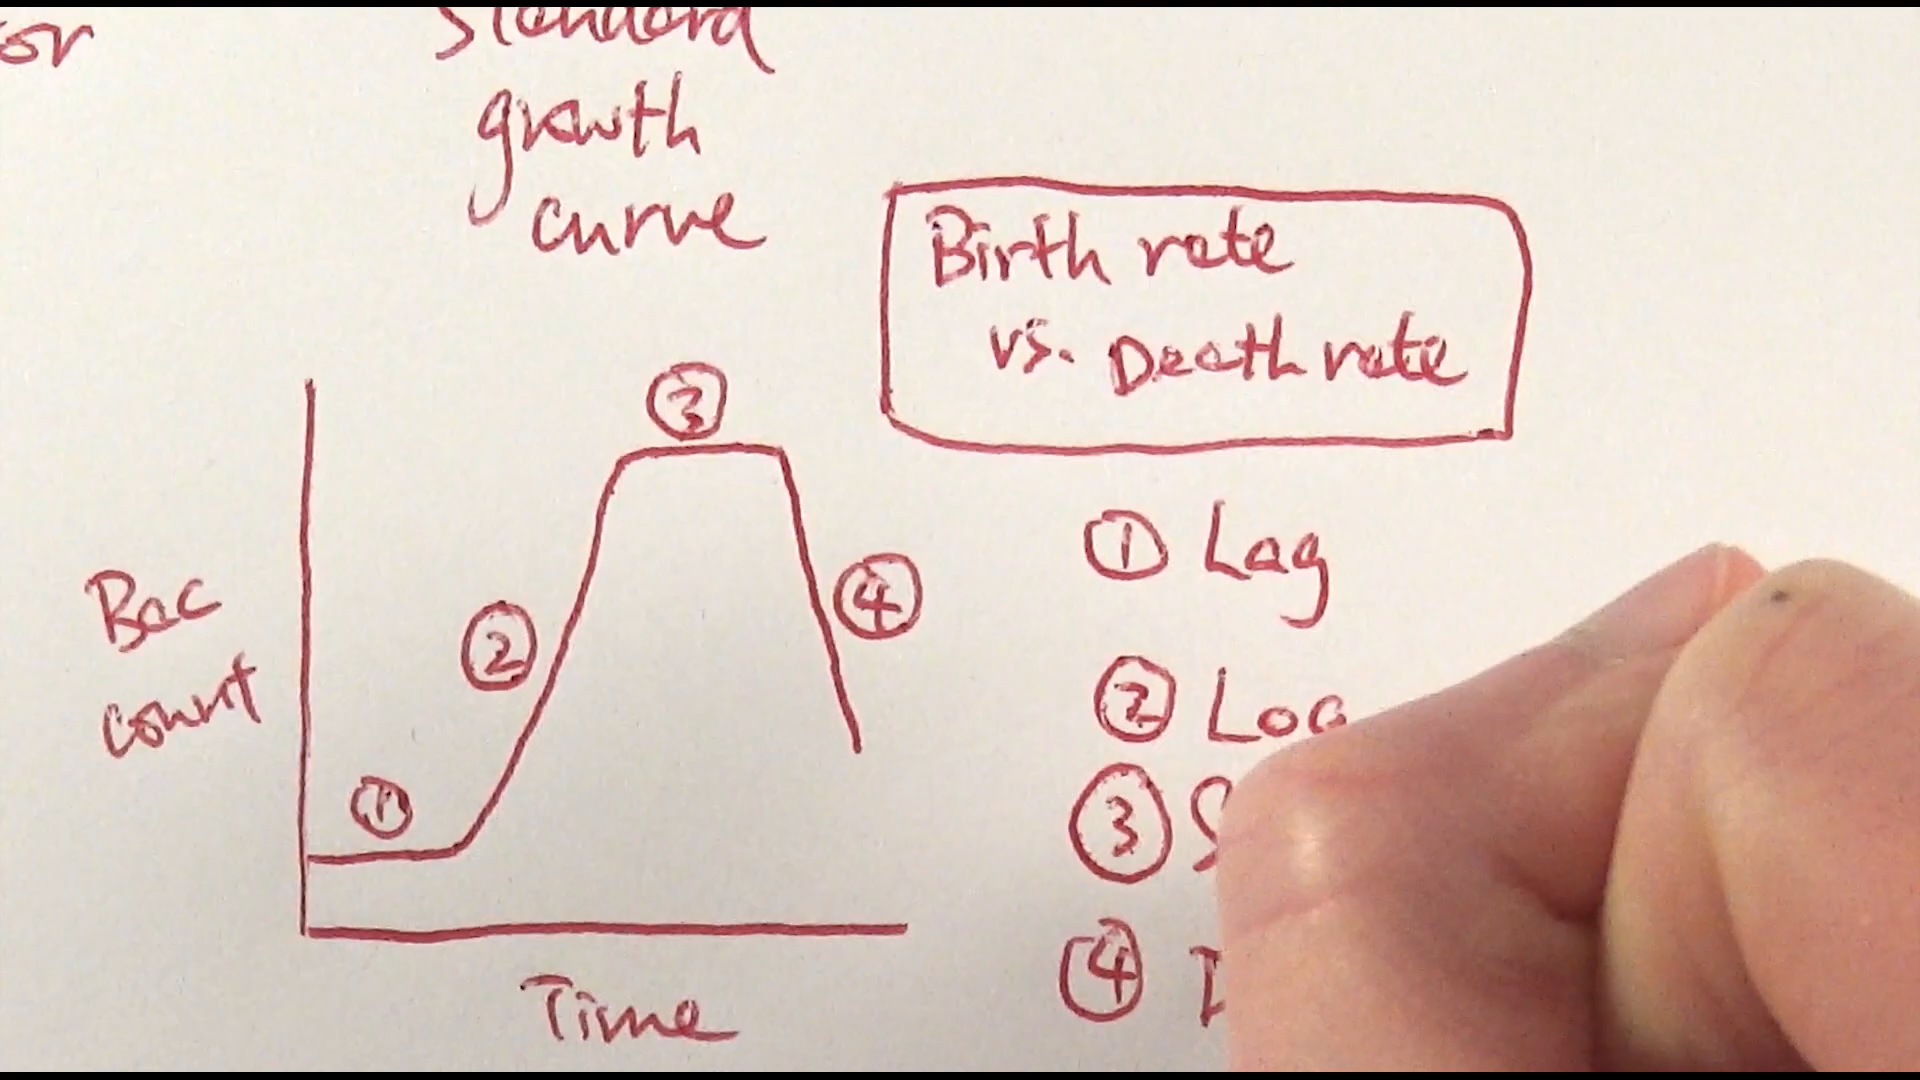 or
Standard
growth
curve
Birth rate
vs. Death rate
③
④
②
①
Bac
count
Time
① Lag
② Log
③ S
④ D